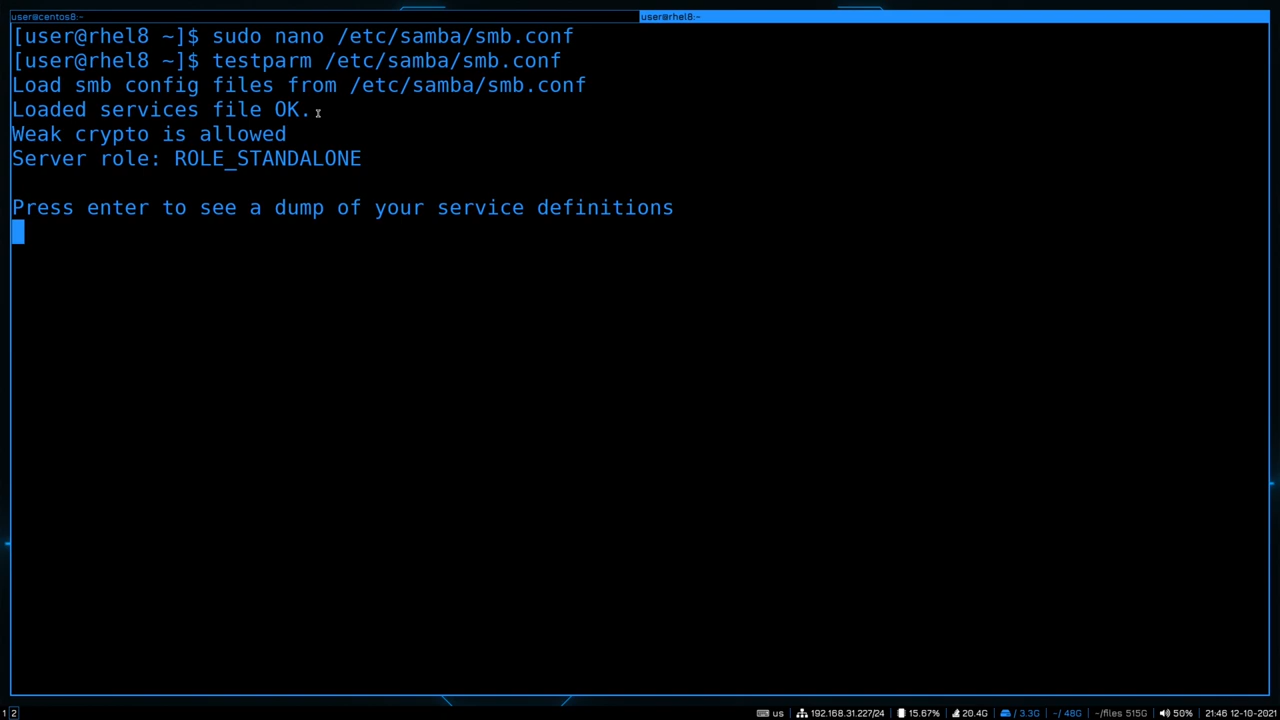 user@centos8:~
user@rhel8:~
[user@rhel8 ~]$ sudo nano /etc/samba/smb.conf
[user@rhel8 ~]$ testparm /etc/samba/smb.conf
Load smb config files from /etc/samba/smb.conf
Loaded services file OK.
Weak crypto is allowed
Server role: ROLE_STANDALONE
Press enter to see a dump of your service definitions
1 2 us 192.168.31.227/24 15.67% 20.4G / 3.3G ~/ 48G ~/files 515G 50% 21:46 12-10-2021